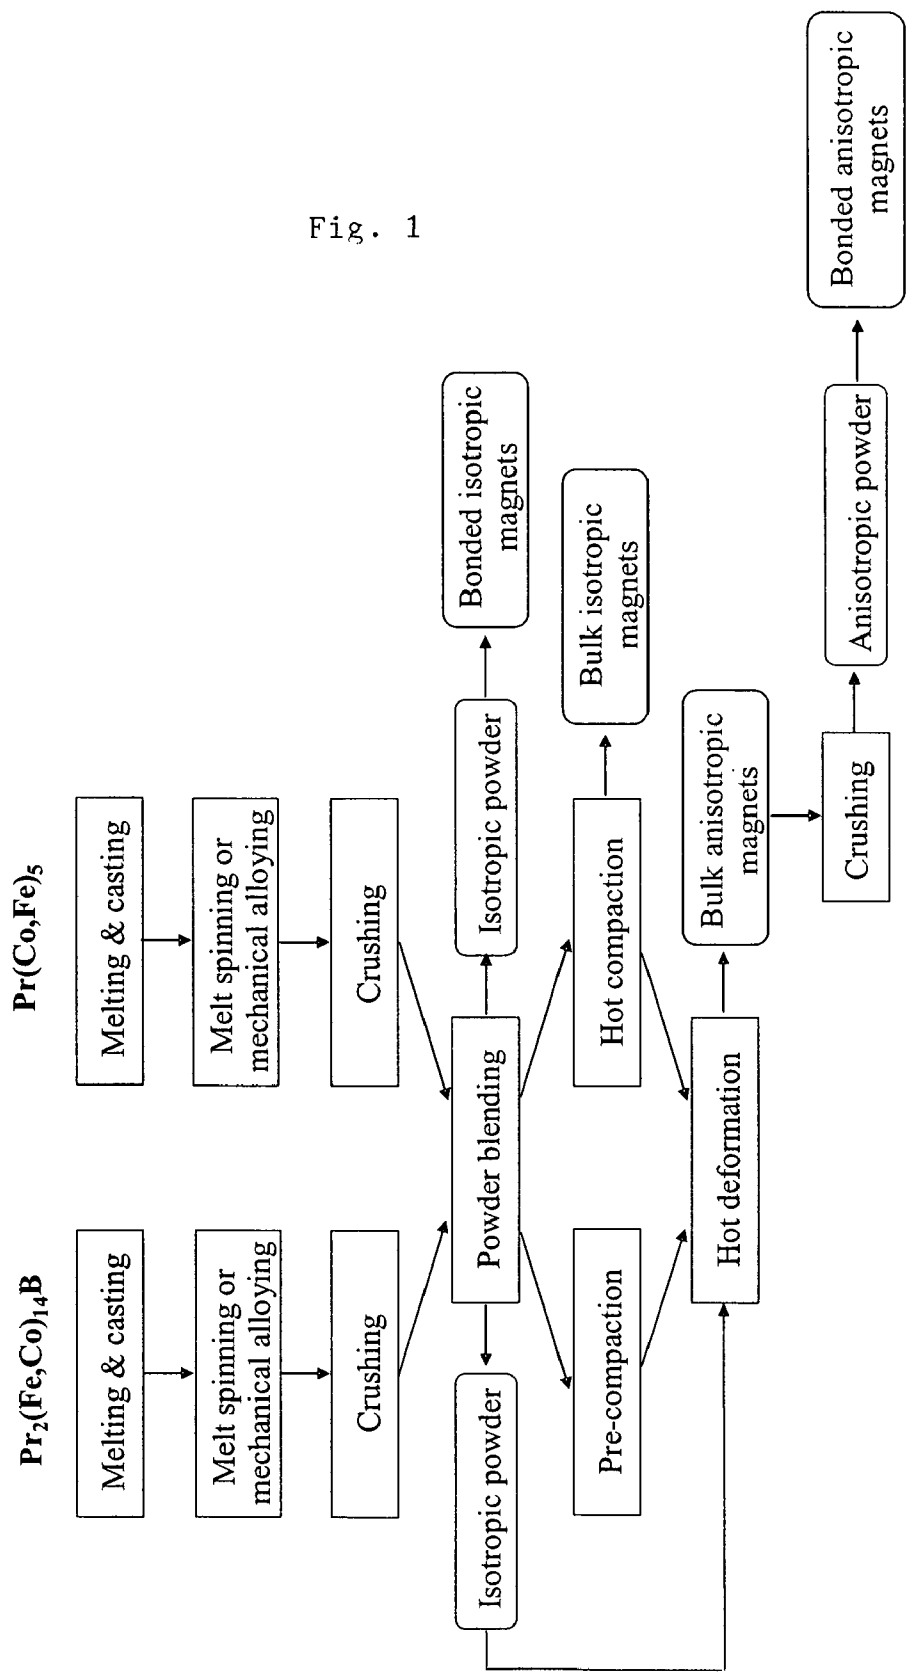 Fig. 1
Pr₂(Fe,Co)₁₄B
Pr(Co,Fe)₅
Melting & casting
Melting & casting
Melt spinning or
mechanical alloying
Melt spinning or
mechanical alloying
Crushing
Crushing
Isotropic powder
Powder blending
Isotropic powder
Bonded isotropic
magnets
Pre-compaction
Hot compaction
Bulk isotropic
magnets
Hot deformation
Bulk anisotropic
magnets
Crushing
Anisotropic powder
Bonded anisotropic
magnets